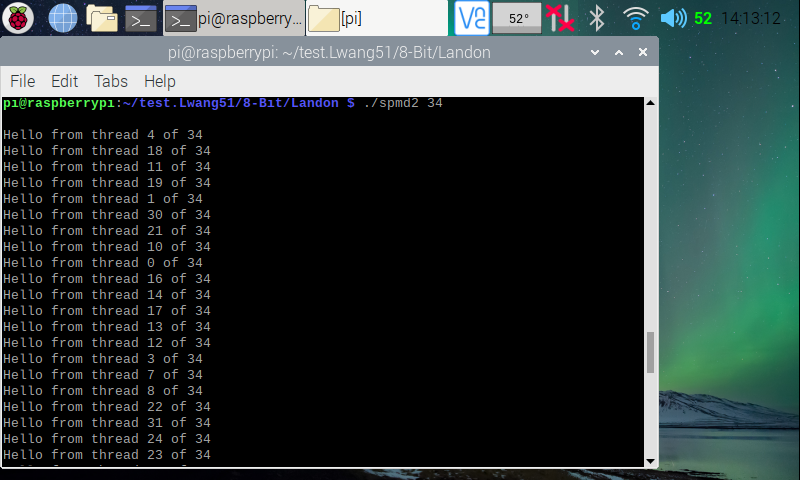 pi@raspberry...
[pi]
52°
52
14:13:12
pi@raspberrypi: ~/test.Lwang51/8-Bit/Landon
File Edit Tabs Help
pi@raspberrypi:~/test.Lwang51/8-Bit/Landon $ ./spmd2 34
Hello from thread 4 of 34
Hello from thread 18 of 34
Hello from thread 11 of 34
Hello from thread 19 of 34
Hello from thread 1 of 34
Hello from thread 30 of 34
Hello from thread 21 of 34
Hello from thread 10 of 34
Hello from thread 0 of 34
Hello from thread 16 of 34
Hello from thread 14 of 34
Hello from thread 17 of 34
Hello from thread 13 of 34
Hello from thread 12 of 34
Hello from thread 3 of 34
Hello from thread 7 of 34
Hello from thread 8 of 34
Hello from thread 22 of 34
Hello from thread 31 of 34
Hello from thread 24 of 34
Hello from thread 23 of 34